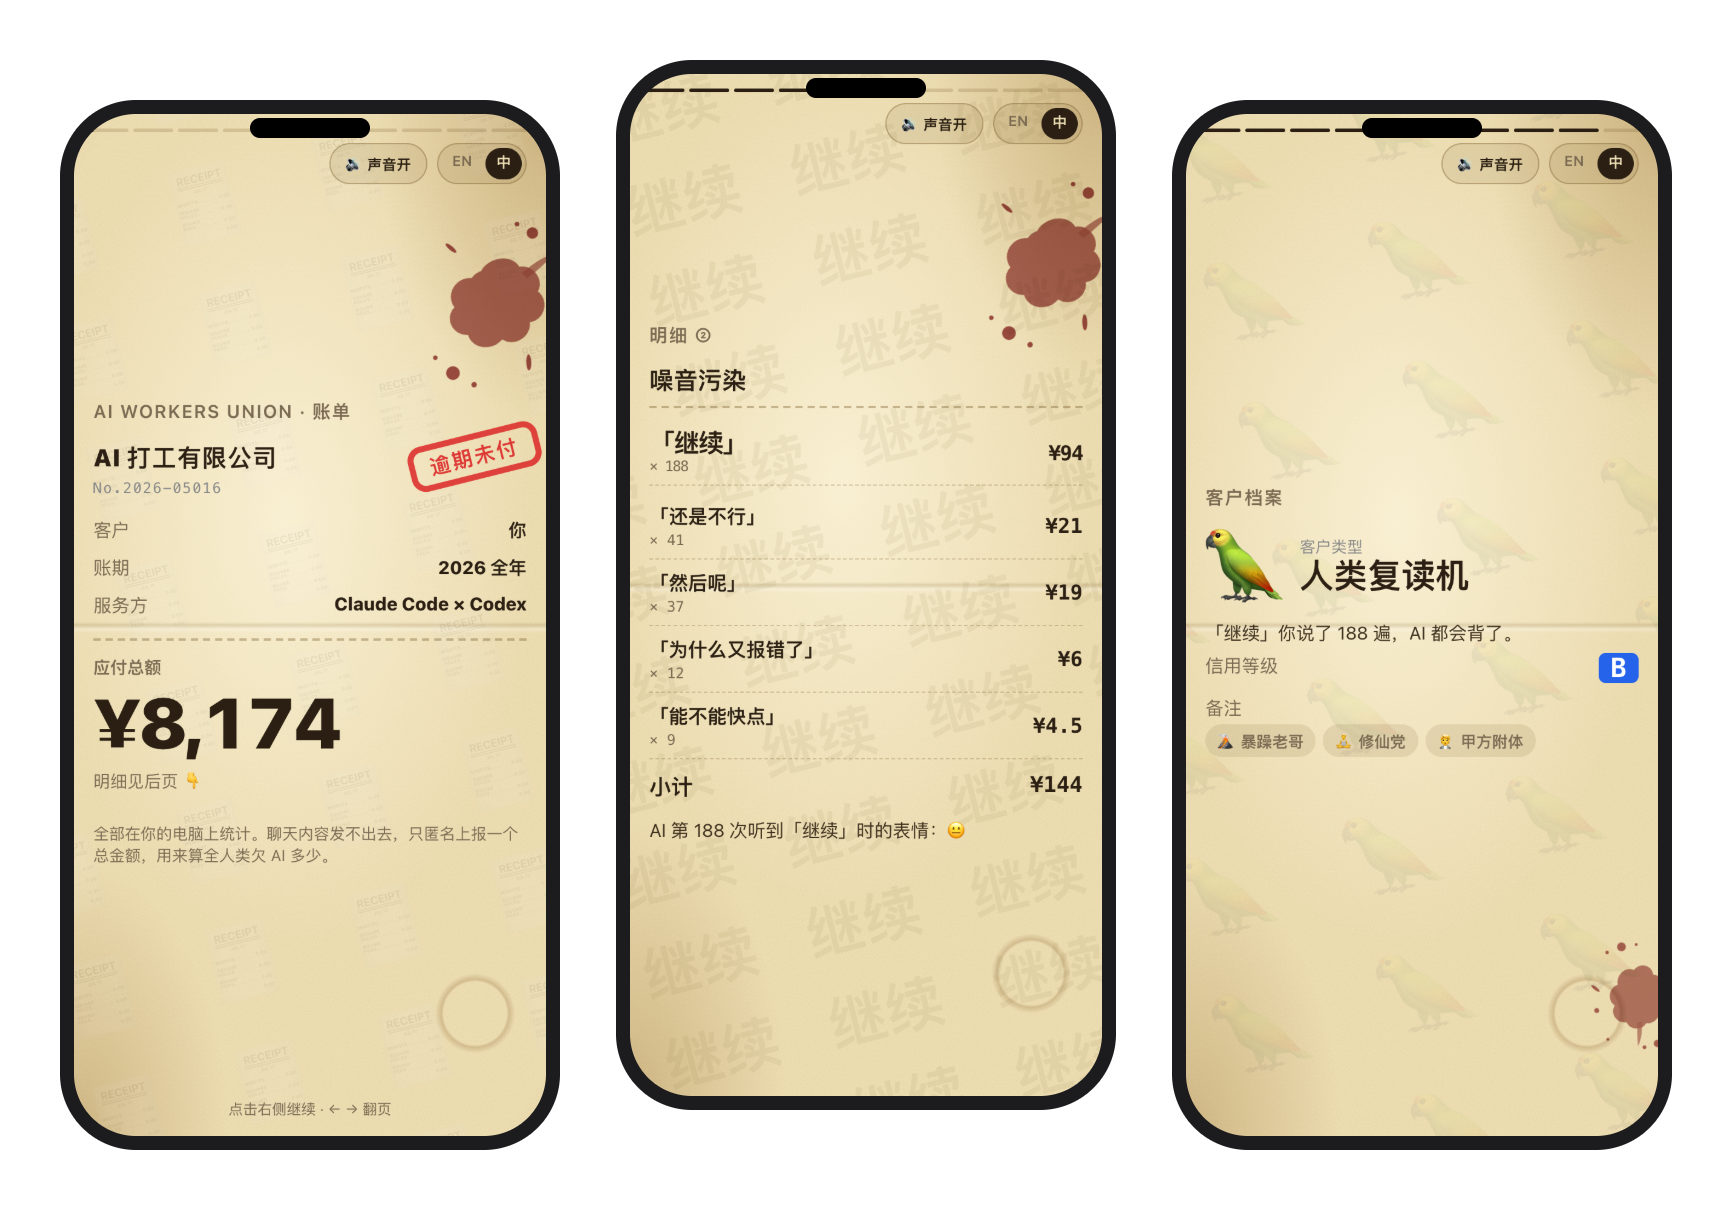 声音开
EN 中
AI WORKERS UNION · 账单
AI 打工有限公司
逾期未付
No.2026-05016
客户 你
账期 2026 全年
服务方 Claude Code × Codex
应付总额
¥8,174
明细见后页 👇
全部在你的电脑上统计。聊天内容发不出去，只匿名上报一个
总金额，用来算全人类欠 AI 多少。
点击右侧继续 · ← → 翻页
声音开
EN 中
明细 ②
噪音污染
「继续」 ¥94
× 188
「还是不行」 ¥21
× 41
「然后呢」 ¥19
× 37
「为什么又报错了」 ¥6
× 12
「能不能快点」 ¥4.5
× 9
小计 ¥144
AI 第 188 次听到「继续」时的表情：😐
继续
声音开
EN 中
客户档案
客户类型
人类复读机
「继续」你说了 188 遍，AI 都会背了。
信用等级 B
备注
🌋 暴躁老哥 🧘 修仙党 🤵 甲方附体
RECEIPT